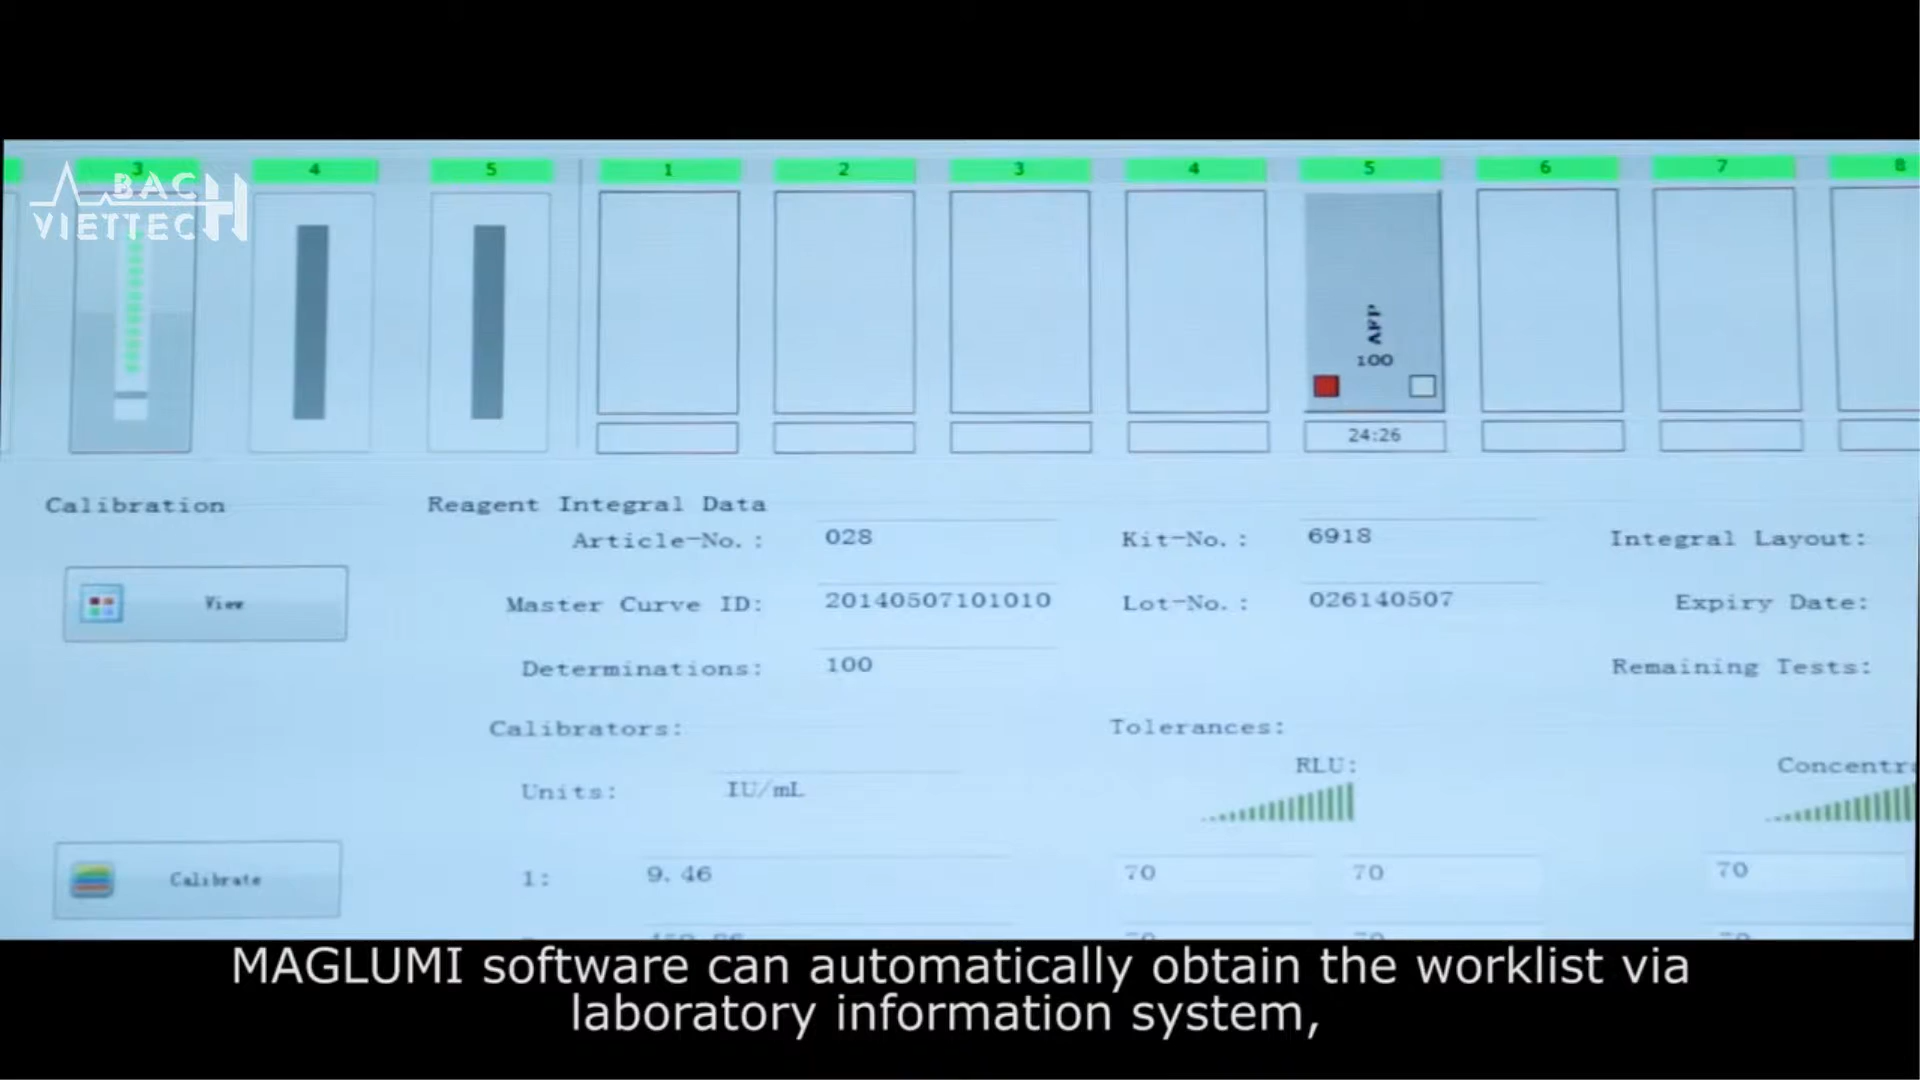 BACH
VIETTECH
3 4 5 1 2 3 4 5 6 7 8
AFP
100
24:26
Calibration
Reagent Integral Data
Article-No.: 028 Kit-No.: 6918 Integral Layout:
View
Master Curve ID: 20140507101010 Lot-No.: 026140507 Expiry Date:
Determinations: 100 Remaining Tests:
Calibrators: Tolerances:
RLU: Concentr
Units: IU/mL
Calibrate
1: 9.46 70 70 70
MAGLUMI software can automatically obtain the worklist via
laboratory information system,